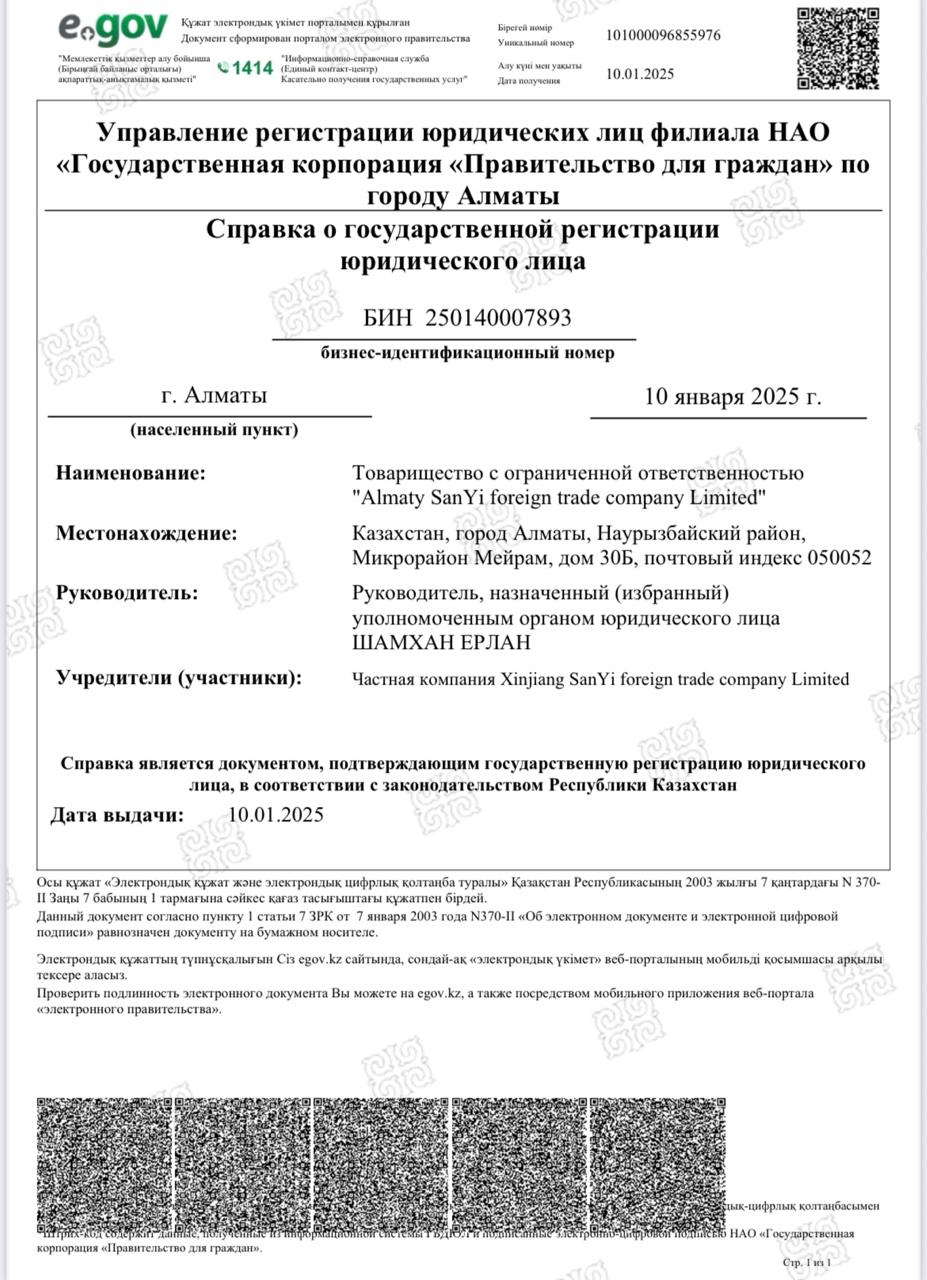 e.gov
Құжат электрондық үкімет порталымен құрылған
Документ сформирован порталом электронного правительства
"Мемлекеттік қызметтер алу бойынша
(Бірыңғай байланыс орталығы)
ақпараттық-анықтамалық қызметі"
1414
"Информационно-справочная служба
(Единый контакт-центр)
Касательно получения государственных услуг"
Бірегей нөмір
Уникальный номер
101000096855976
Алу күні мен уақыты
Дата получения
10.01.2025
Управление регистрации юридических лиц филиала НАО
«Государственная корпорация «Правительство для граждан» по
городу Алматы
Справка о государственной регистрации
юридического лица
БИН 250140007893
бизнес-идентификационный номер
г. Алматы
10 января 2025 г.
(населенный пункт)
Наименование:
Товарищество с ограниченной ответственностью
"Almaty SanYi foreign trade company Limited"
Местонахождение:
Казахстан, город Алматы, Наурызбайский район,
Микрорайон Мейрам, дом 30Б, почтовый индекс 050052
Руководитель:
Руководитель, назначенный (избранный)
уполномоченным органом юридического лица
ШАМХАН ЕРЛАН
Учредители (участники):
Частная компания Xinjiang SanYi foreign trade company Limited
Справка является документом, подтверждающим государственную регистрацию юридического
лица, в соответствии с законодательством Республики Казахстан
Дата выдачи:
10.01.2025
Осы құжат «Электрондық құжат және электрондық цифрлық қолтаңба туралы» Қазақстан Республикасының 2003 жылғы 7 қаңтардағы N 370-
II Заңы 7 бабының 1 тармағына сәйкес қағаз тасығыштағы құжатпен бірдей.
Данный документ согласно пункту 1 статьи 7 ЗРК от 7 января 2003 года N370-II «Об электронном документе и электронной цифровой
подписи» равнозначен документу на бумажном носителе.
Электрондық құжаттың түпнұсқалығын Сіз egov.kz сайтында, сондай-ақ «электрондық үкімет» веб-порталының мобильді қосымшасы арқылы
тексере аласыз.
Проверить подлинность электронного документа Вы можете на egov.kz, а также посредством мобильного приложения веб-портала
«электронного правительства».
дық-цифрлық қолтаңбасымен
*Штрих-код содержит данные, полученные из информационной системы ГБДЮЛ и подписанные электронно-цифровой подписью НАО «Государственная
корпорация «Правительство для граждан».
Стр. 1 из 1